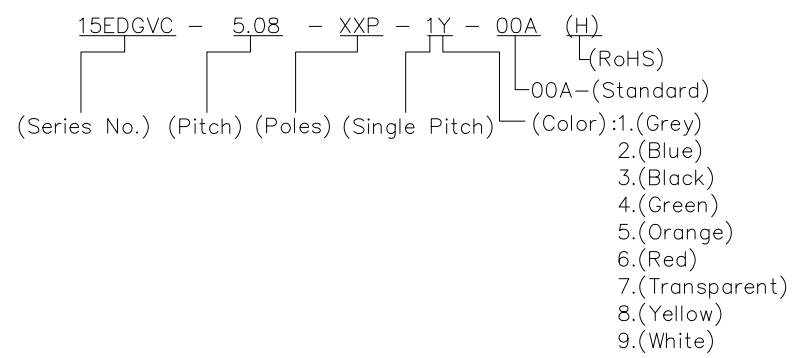 15EDGVC - 5.08 - XXP - 1Y - 00A (H)
(RoHS)
00A-(Standard)
(Series No.) (Pitch) (Poles) (Single Pitch) (Color):1.(Grey)
2.(Blue)
3.(Black)
4.(Green)
5.(Orange)
6.(Red)
7.(Transparent)
8.(Yellow)
9.(White)